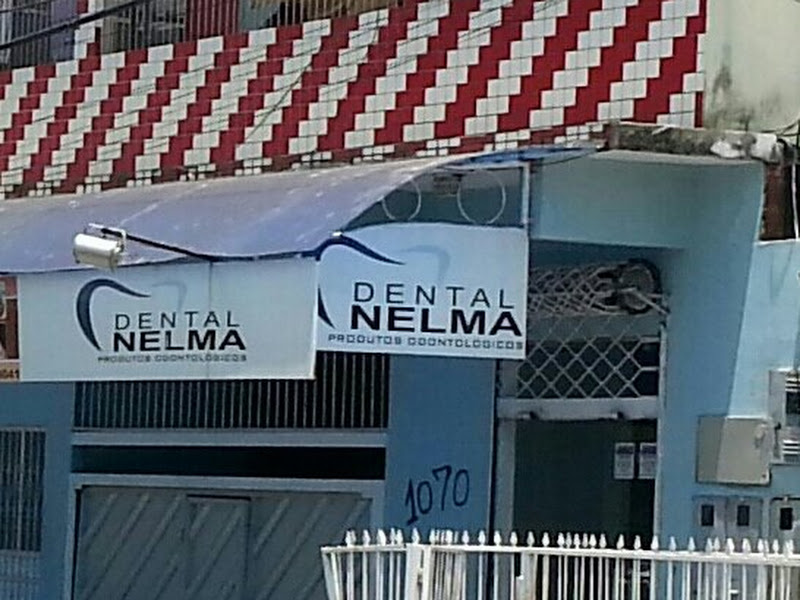 DENTAL
NELMA
PRODUTOS ODONTOLÓGICOS
DENTAL
NELMA
PRODUTOS ODONTOLÓGICOS
1070